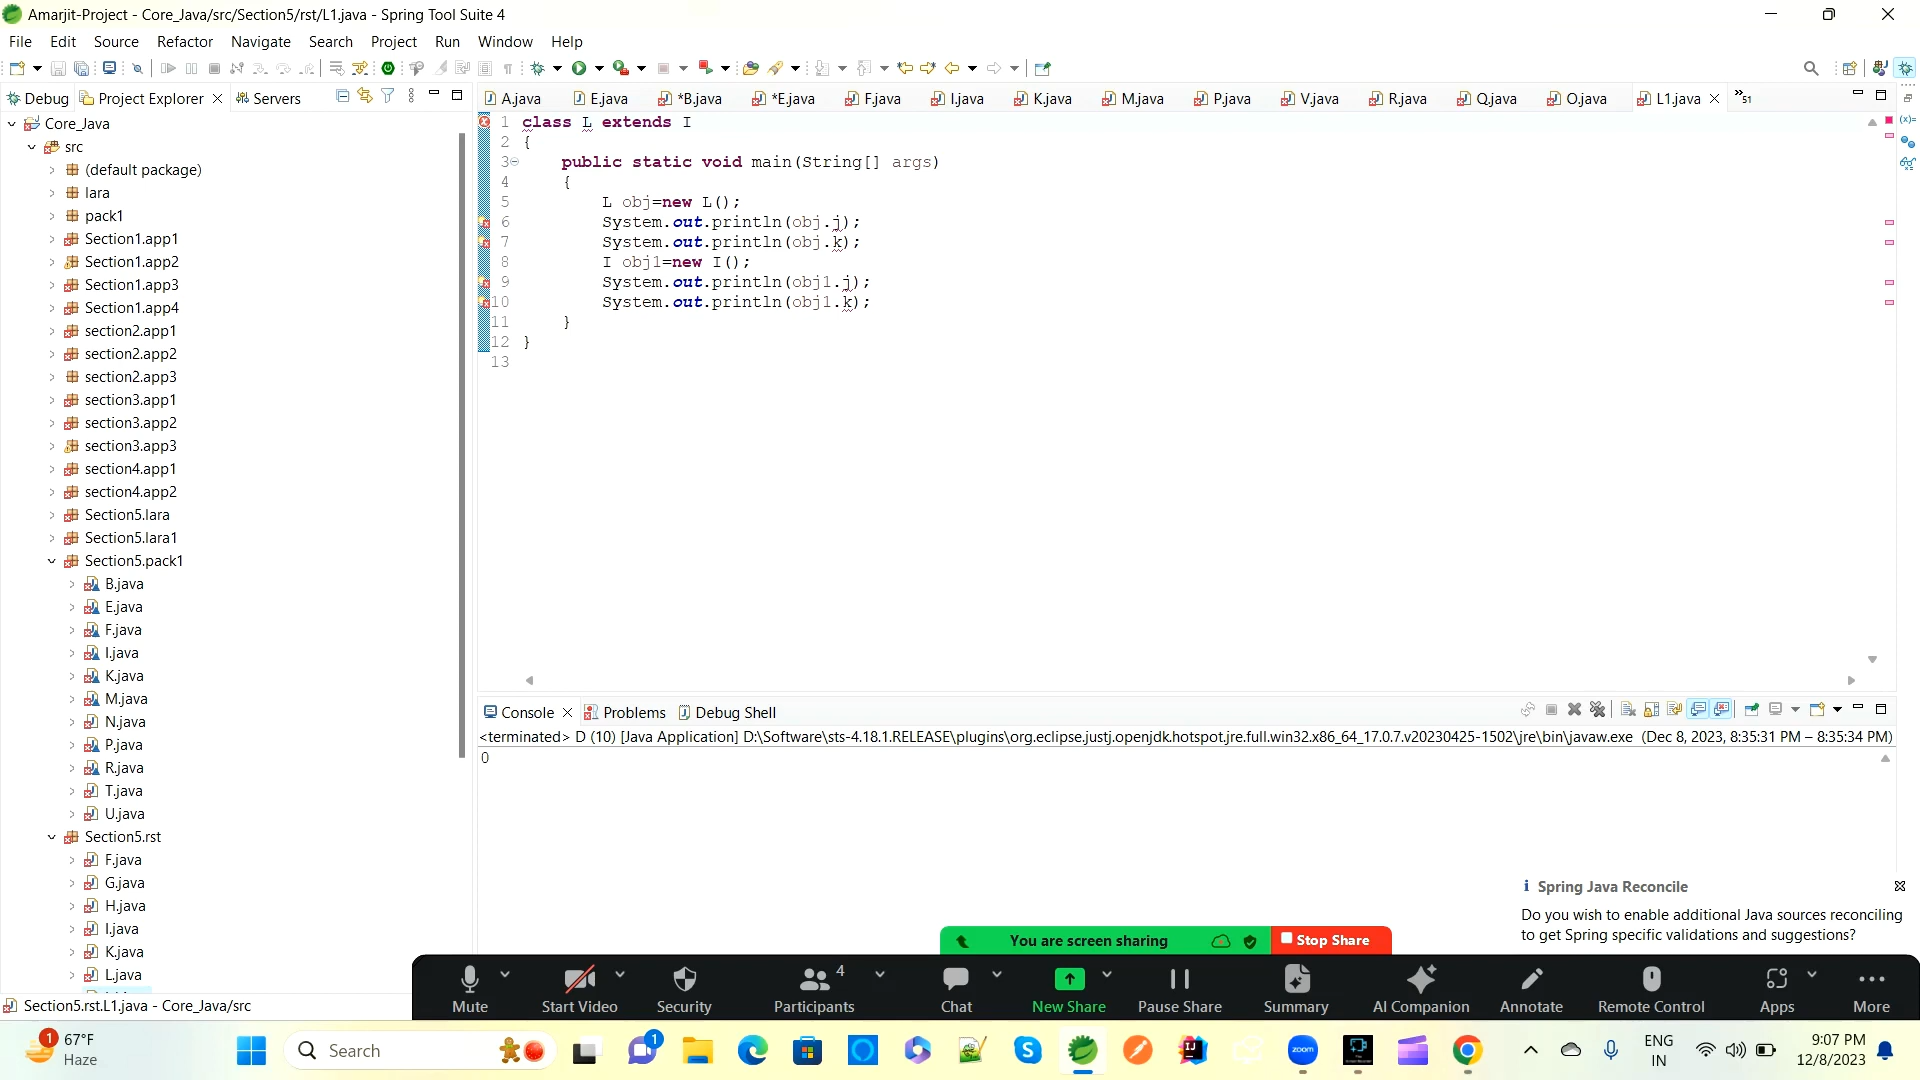 Amarjit-Project - Core_Java/src/Section5/rst/L1.java - Spring Tool Suite 4
File Edit Source Refactor Navigate Search Project Run Window Help
Debug Project Explorer Servers
A.java E.java *B.java *E.java F.java I.java K.java M.java P.java V.java R.java Q.java O.java L1.java »51
Core_Java
src
(default package)
lara
pack1
Section1.app1
Section1.app2
Section1.app3
Section1.app4
section2.app1
section2.app2
section2.app3
section3.app1
section3.app2
section3.app3
section4.app1
section4.app2
Section5.lara
Section5.lara1
Section5.pack1
B.java
E.java
F.java
I.java
K.java
M.java
N.java
P.java
R.java
T.java
U.java
Section5.rst
F.java
G.java
H.java
I.java
K.java
L.java
1 class L extends I
2 {
3 public static void main(String[] args)
4 {
5 L obj=new L();
6 System.out.println(obj.j);
7 System.out.println(obj.k);
8 I obj1=new I();
9 System.out.println(obj1.j);
10 System.out.println(obj1.k);
11 }
12 }
13
(x)=
Console Problems Debug Shell
<terminated> D (10) [Java Application] D:\Software\sts-4.18.1.RELEASE\plugins\org.eclipse.justj.openjdk.hotspot.jre.full.win32.x86_64_17.0.7.v20230425-1502\jre\bin\javaw.exe (Dec 8, 2023, 8:35:31 PM – 8:35:34 PM)
0
Spring Java Reconcile
Do you wish to enable additional Java sources reconciling
to get Spring specific validations and suggestions?
You are screen sharing Stop Share
4
Mute Start Video Security Participants Chat New Share Pause Share Summary AI Companion Annotate Remote Control Apps More
Section5.rst.L1.java - Core_Java/src
1 67°F
Haze
Search
1
zoom
ENG
IN
9:07 PM
12/8/2023